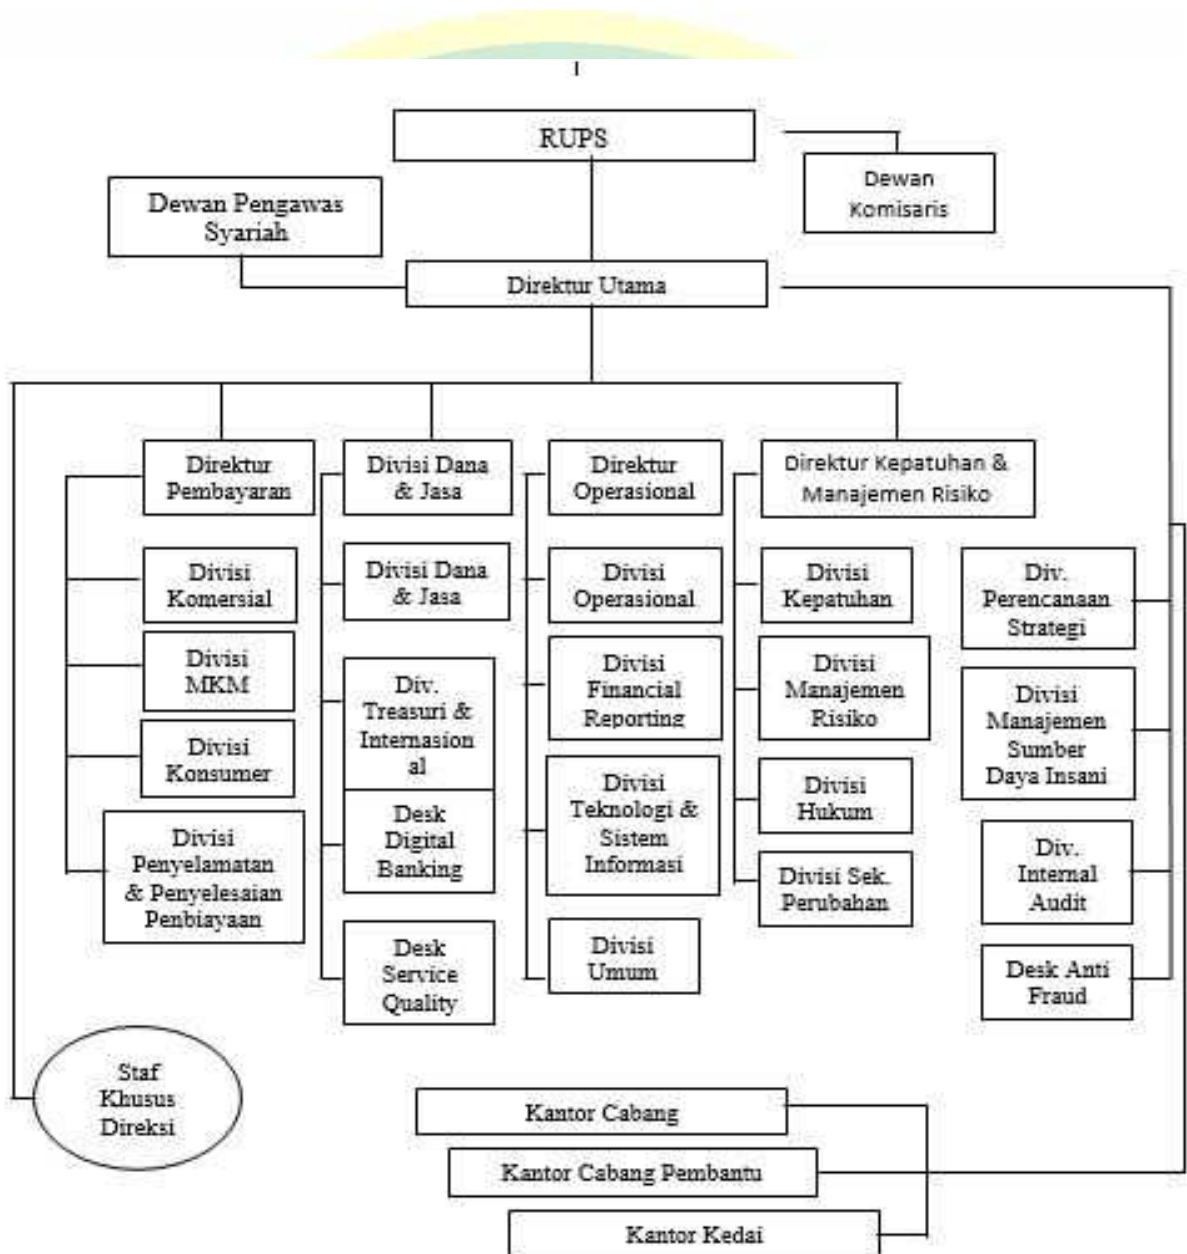 RUPS
Dewan
Komisaris
Dewan Pengawas
Syariah
Direktur Utama
Direktur
Pembayaran
Divisi Dana
& Jasa
Direktur
Operasional
Direktur Kepatuhan &
Manajemen Risiko
Divisi
Komersial
Divisi Dana
& Jasa
Divisi
Operasional
Divisi
Kepatuhan
Div.
Perencanaan
Strategi
Divisi
MKM
Div.
Treasuri &
Internasion
al
Divisi
Financial
Reporting
Divisi
Manajemen
Risiko
Divisi
Manajemen
Sumber
Daya Insani
Divisi
Konsumer
Desk
Digital
Banking
Divisi
Teknologi &
Sistem
Informasi
Divisi
Hukum
Div.
Internal
Audit
Divisi
Penyelamatan
& Penyelesaian
Penbiayaan
Desk
Service
Quality
Divisi
Umum
Divisi Sek.
Perubahan
Desk Anti
Fraud
Staf
Khusus
Direksi
Kantor Cabang
Kantor Cabang Pembantu
Kantor Kedai